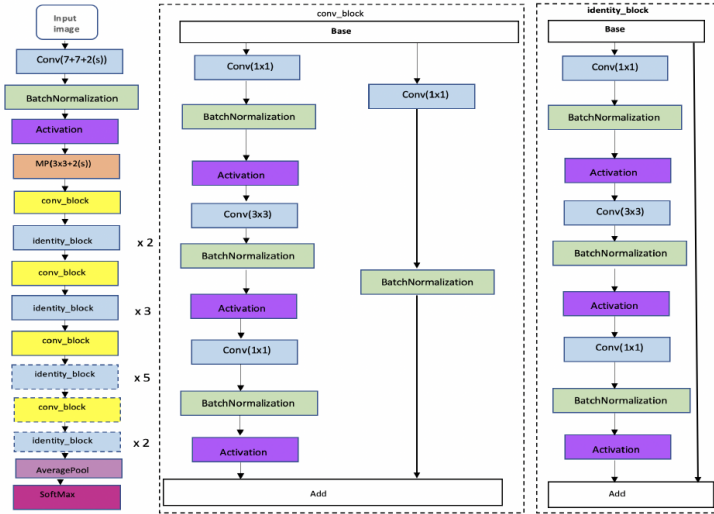 Input
image
Conv(7+7+2(s))
BatchNormalization
Activation
MP(3x3+2(s))
conv_block
identity_block
x 2
conv_block
identity_block
x 3
conv_block
identity_block
x 5
conv_block
identity_block
x 2
AveragePool
SoftMax
conv_block
Base
Conv(1x1)
BatchNormalization
Activation
Conv(3x3)
BatchNormalization
Activation
Conv(1x1)
BatchNormalization
Activation
Conv(1x1)
BatchNormalization
Add
identity_block
Base
Conv(1x1)
BatchNormalization
Activation
Conv(3x3)
BatchNormalization
Activation
Conv(1x1)
BatchNormalization
Activation
Add